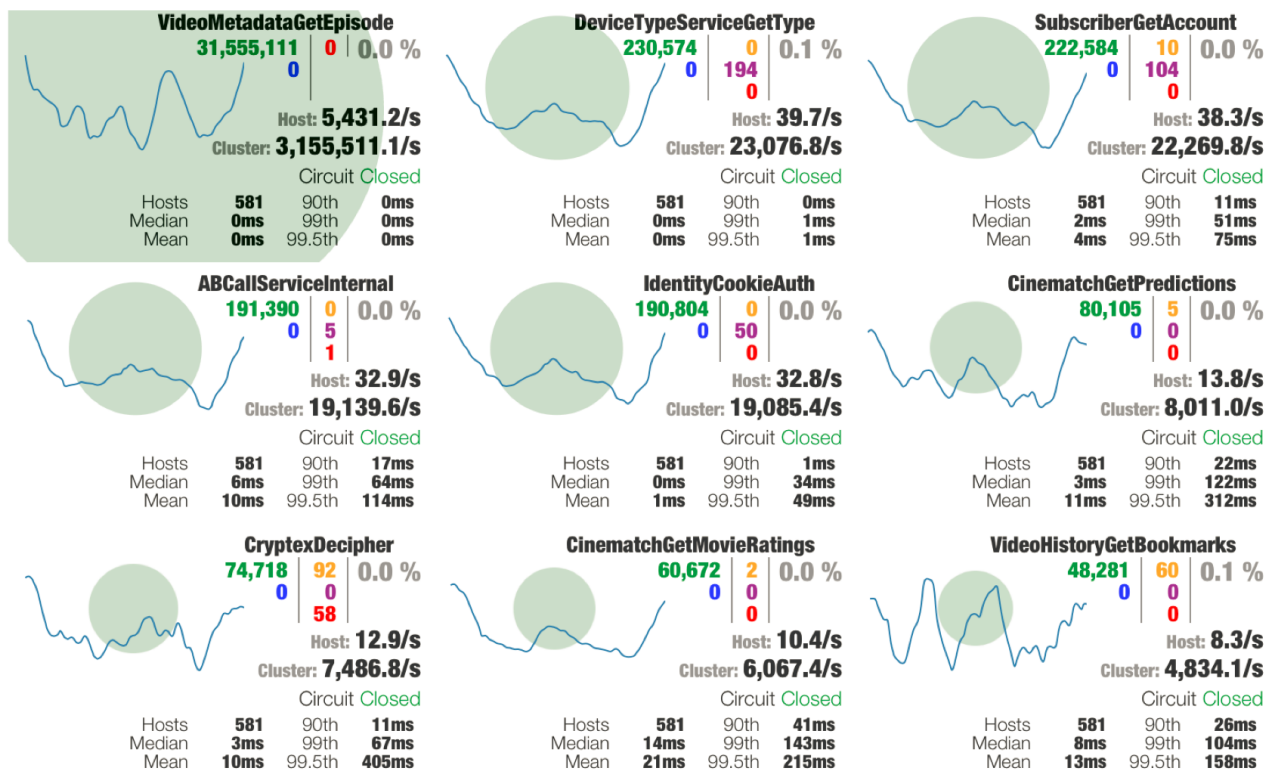 VideoMetadataGetEpisode
31,555,111 0 0.0 %
0
Host: 5,431.2/s
Cluster: 3,155,511.1/s
Circuit Closed
Hosts 581 90th 0ms
Median 0ms 99th 0ms
Mean 0ms 99.5th 0ms
DeviceTypeServiceGetType
230,574 0 0.1 %
0 194
0
Host: 39.7/s
Cluster: 23,076.8/s
Circuit Closed
Hosts 581 90th 0ms
Median 0ms 99th 1ms
Mean 0ms 99.5th 1ms
SubscriberGetAccount
222,584 10 0.0 %
0 104
0
Host: 38.3/s
Cluster: 22,269.8/s
Circuit Closed
Hosts 581 90th 11ms
Median 2ms 99th 51ms
Mean 4ms 99.5th 75ms
ABCallServiceInternal
191,390 0 0.0 %
0 5
1
Host: 32.9/s
Cluster: 19,139.6/s
Circuit Closed
Hosts 581 90th 17ms
Median 6ms 99th 64ms
Mean 10ms 99.5th 114ms
IdentityCookieAuth
190,804 0 0.0 %
0 50
0
Host: 32.8/s
Cluster: 19,085.4/s
Circuit Closed
Hosts 581 90th 1ms
Median 0ms 99th 34ms
Mean 1ms 99.5th 49ms
CinematchGetPredictions
80,105 5 0.0 %
0 0
0
Host: 13.8/s
Cluster: 8,011.0/s
Circuit Closed
Hosts 581 90th 22ms
Median 3ms 99th 122ms
Mean 11ms 99.5th 312ms
CryptexDecipher
74,718 92 0.0 %
0 0
58
Host: 12.9/s
Cluster: 7,486.8/s
Circuit Closed
Hosts 581 90th 11ms
Median 3ms 99th 67ms
Mean 10ms 99.5th 405ms
CinematchGetMovieRatings
60,672 2 0.0 %
0 0
0
Host: 10.4/s
Cluster: 6,067.4/s
Circuit Closed
Hosts 581 90th 41ms
Median 14ms 99th 143ms
Mean 21ms 99.5th 215ms
VideoHistoryGetBookmarks
48,281 60 0.1 %
0 0
0
Host: 8.3/s
Cluster: 4,834.1/s
Circuit Closed
Hosts 581 90th 26ms
Median 8ms 99th 104ms
Mean 13ms 99.5th 158ms